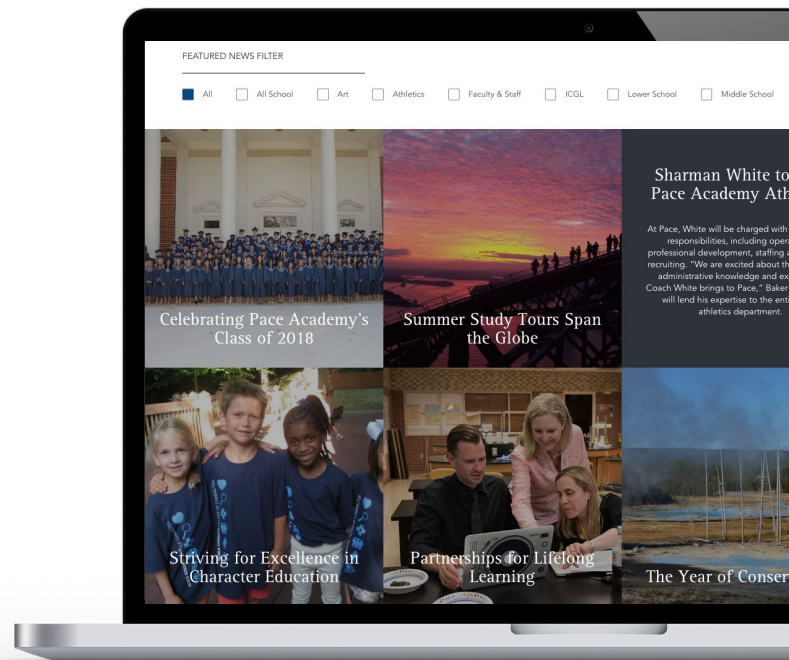 FEATURED NEWS FILTER
All
All School
Art
Athletics
Faculty & Staff
ICGL
Lower School
Middle School
Celebrating Pace Academy's
Class of 2018
Summer Study Tours Span
the Globe
Sharman White to
Pace Academy Ath
At Pace, White will be charged with
responsibilities, including opera
professional development, staffing a
recruiting. "We are excited about th
administrative knowledge and ex
Coach White brings to Pace," Baker
will lend his expertise to the enti
athletics department.
Striving for Excellence in
Character Education
Partnerships for Lifelong
Learning
The Year of Conser